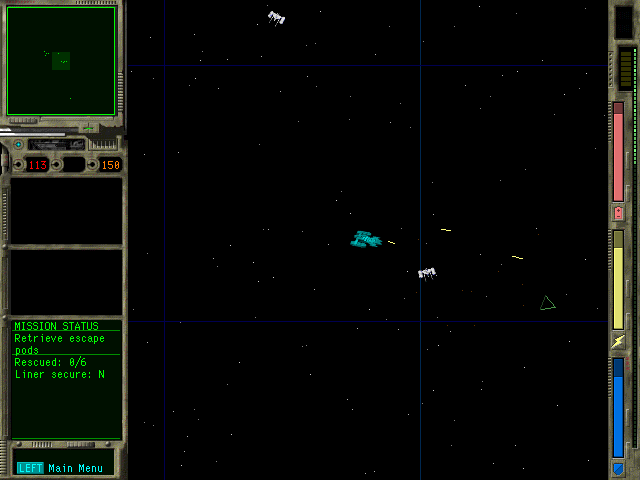 113 150
MISSION STATUS
Retrieve escape
pods
Rescued: 0/6
Liner secure: N
LEFT Main Menu